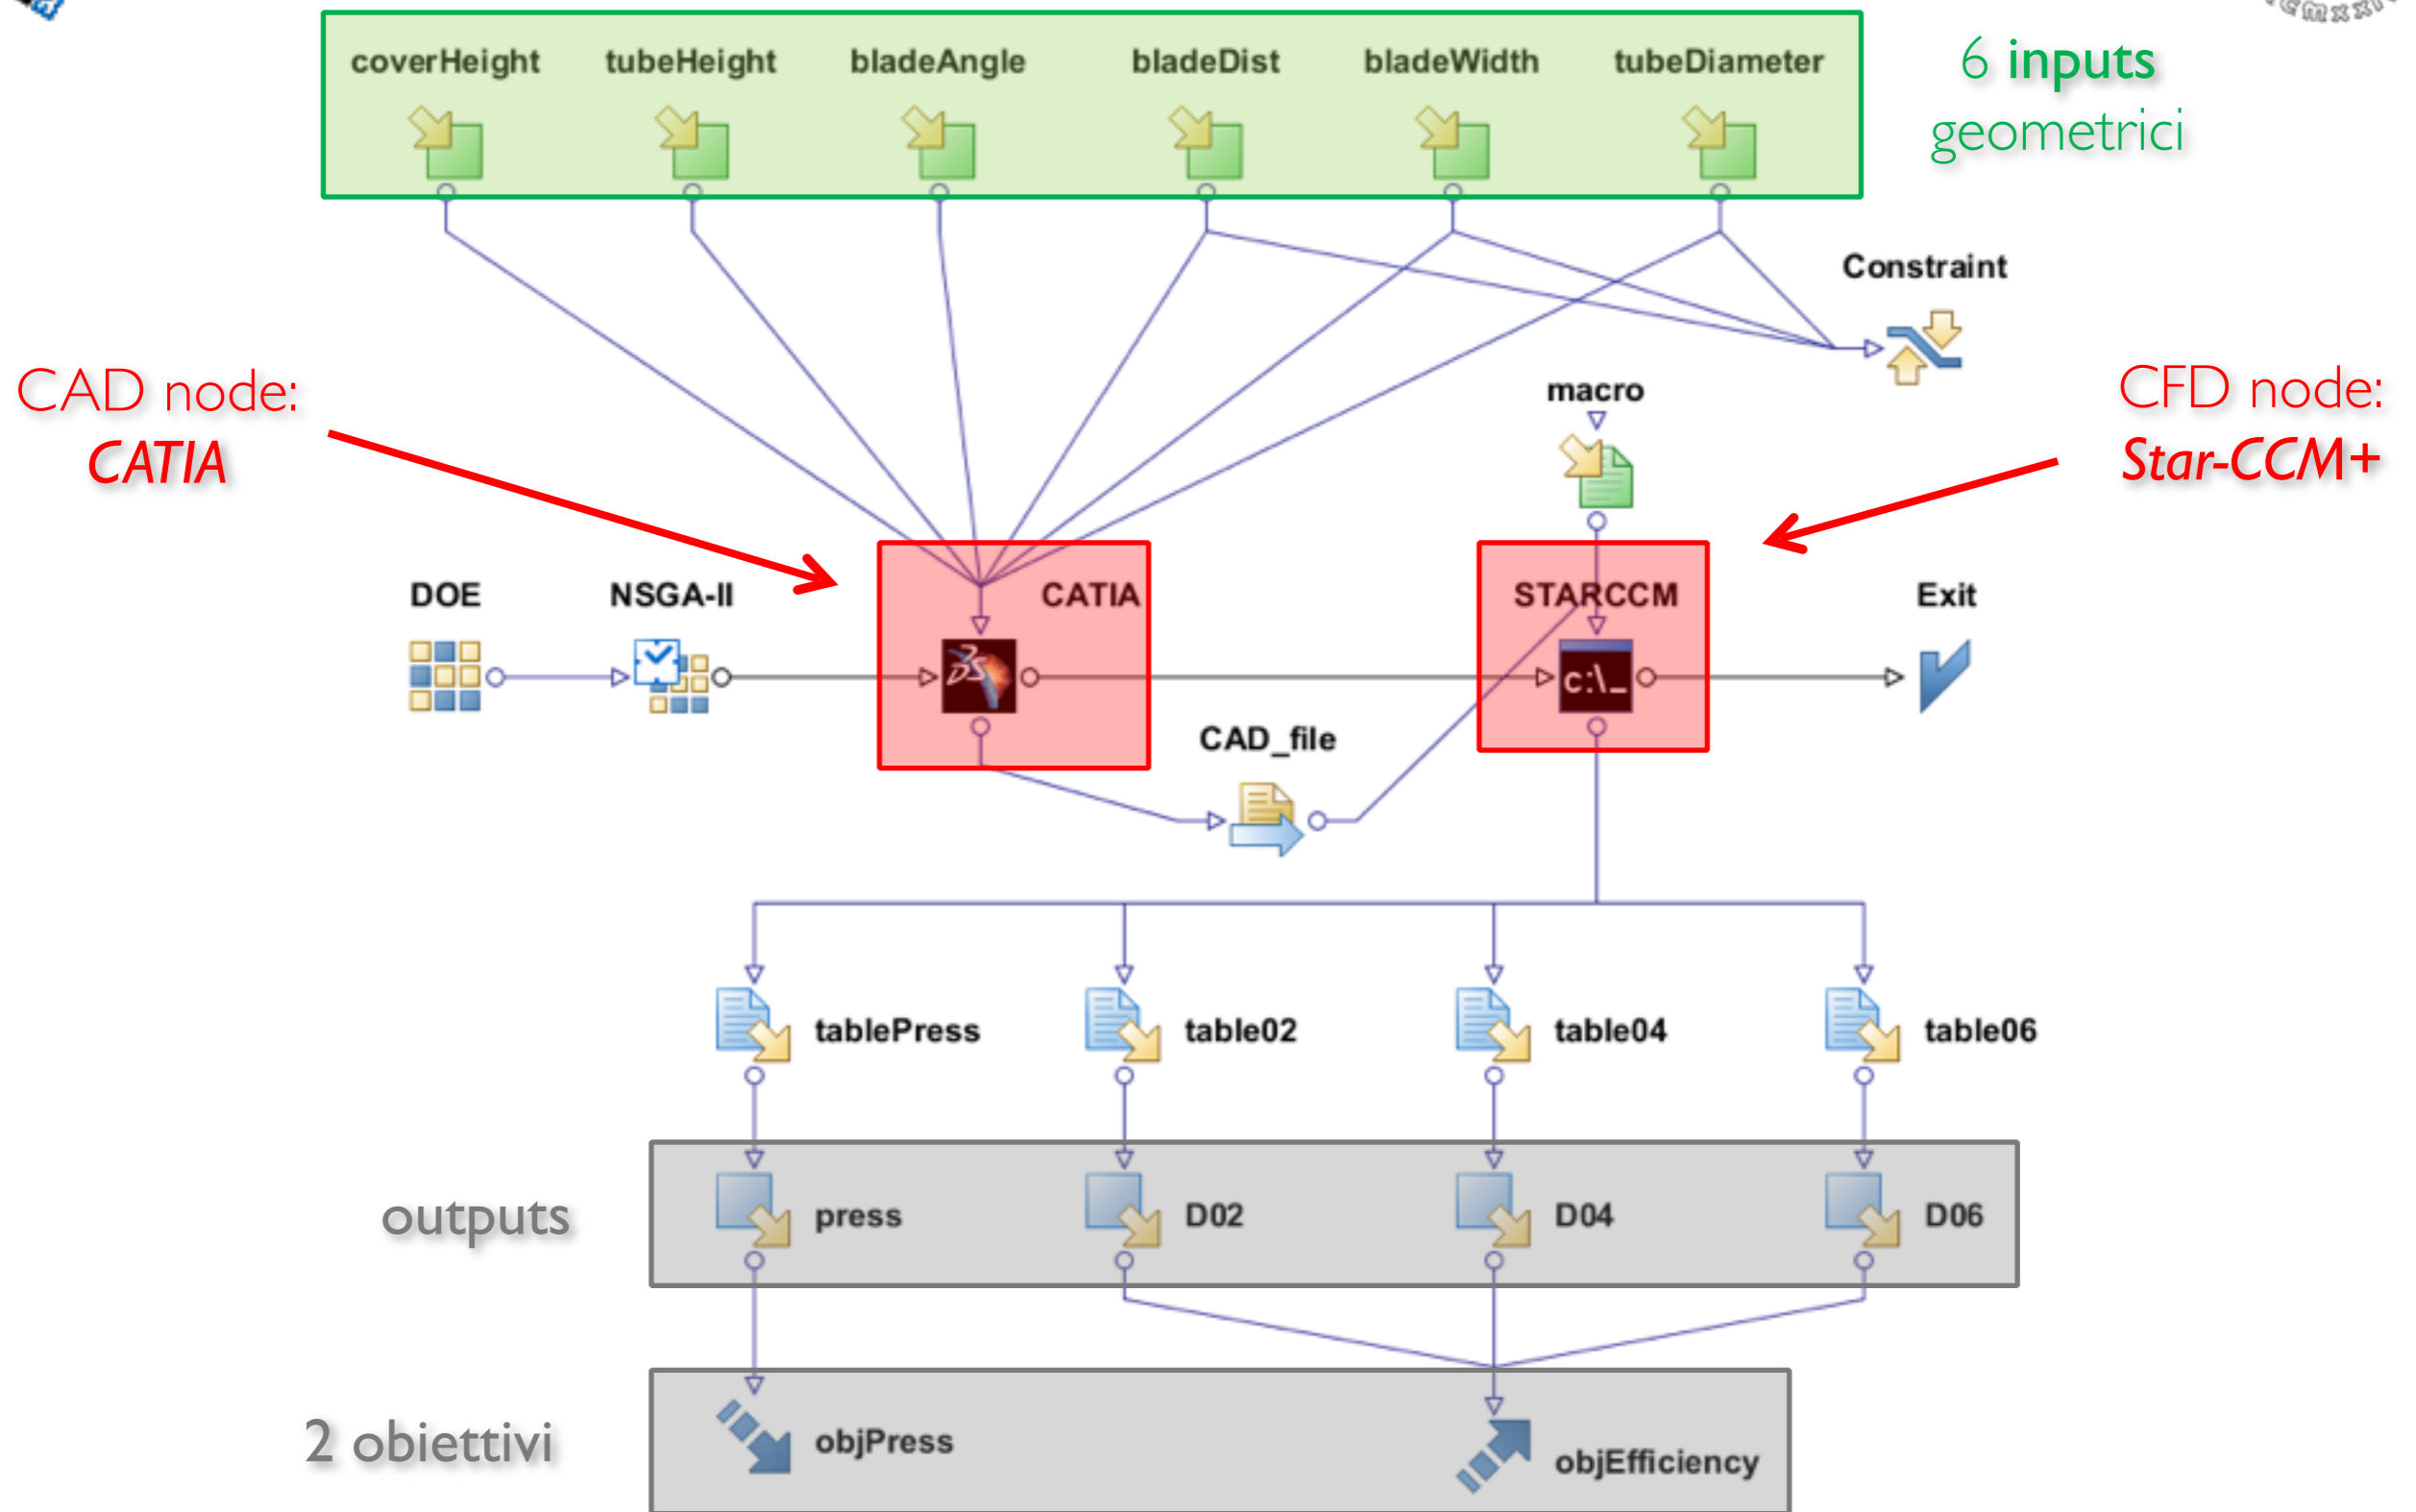 coverHeight tubeHeight bladeAngle bladeDist bladeWidth tubeDiameter
6 inputs
geometrici
Constraint
CAD node:
CATIA
macro
CFD node:
Star-CCM+
DOE NSGA-II CATIA STARCCM Exit
c:\_
CAD_file
tablePress table02 table04 table06
outputs press D02 D04 D06
2 obiettivi objPress objEfficiency